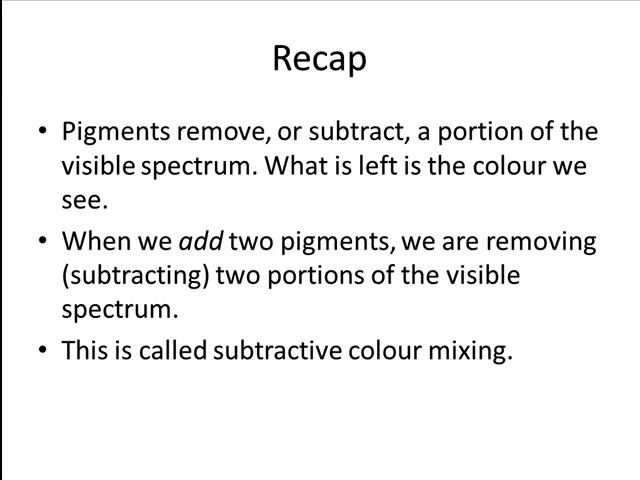 Recap
• Pigments remove, or subtract, a portion of the
visible spectrum. What is left is the colour we
see.
• When we add two pigments, we are removing
(subtracting) two portions of the visible
spectrum.
• This is called subtractive colour mixing.